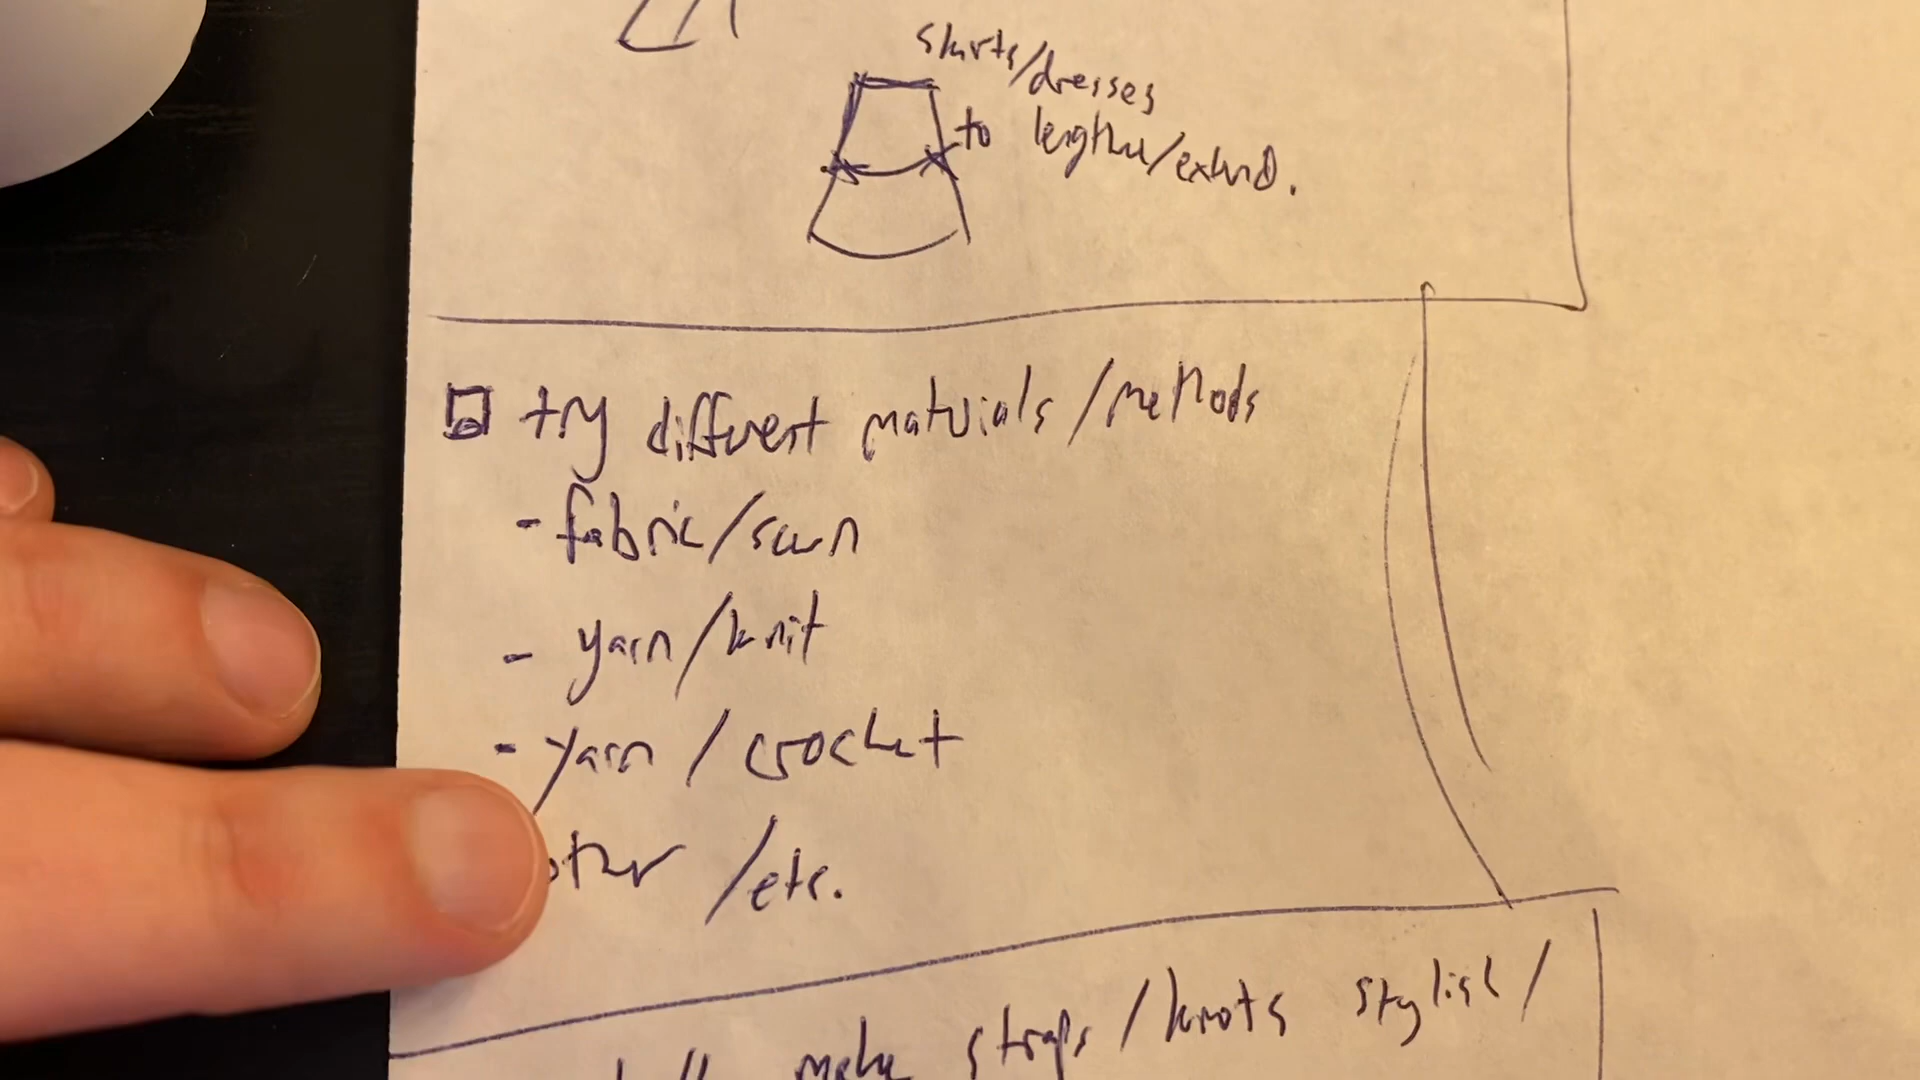 skirts/dresses
to lengthen/extend.
try different materials/methods
- fabric/sewn
- yarn/knit
- yarn / crochet
other /etc.
make straps/knots stylish/